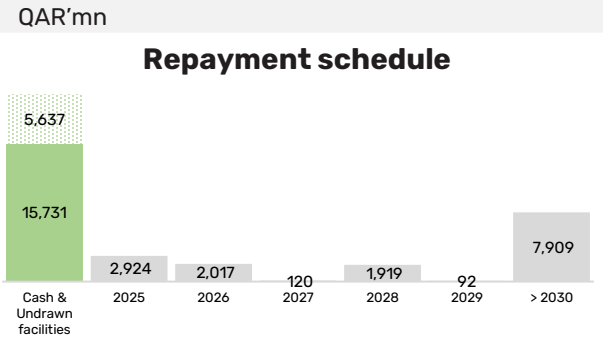 QAR’mn
Repayment schedule
5,637
15,731
2,924
2,017
120
1,919
92
7,909
Cash &
Undrawn
facilities
2025
2026
2027
2028
2029
> 2030